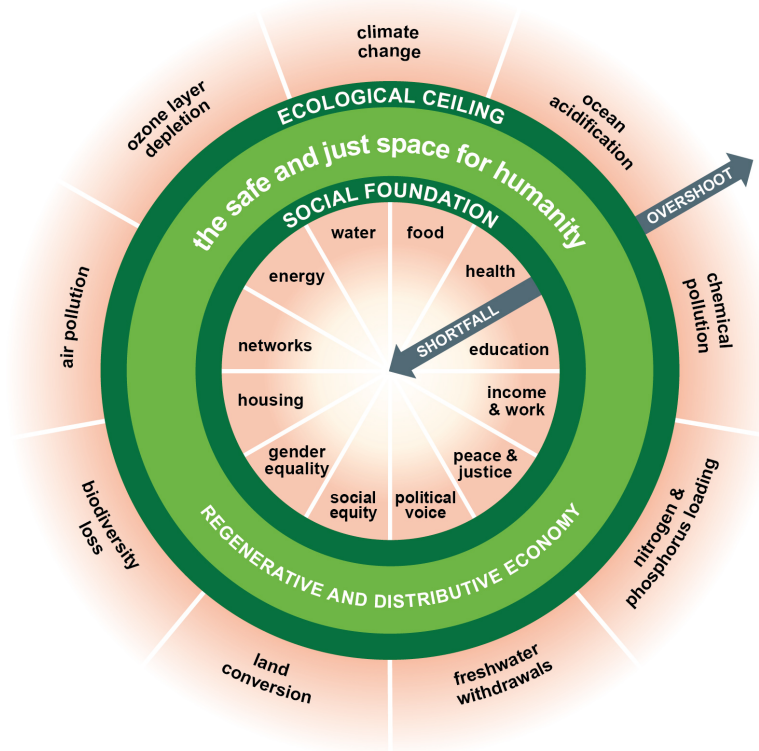 climate
change
ocean
acidification
OVERSHOOT
chemical
pollution
nitrogen &
phosphorus loading
freshwater
withdrawals
land
conversion
biodiversity
loss
air pollution
ozone layer
depletion
ECOLOGICAL CEILING
the safe and just space for humanity
SOCIAL FOUNDATION
water
food
health
SHORTFALL
education
income
& work
peace &
justice
political
voice
social
equity
gender
equality
housing
networks
energy
REGENERATIVE AND DISTRIBUTIVE ECONOMY